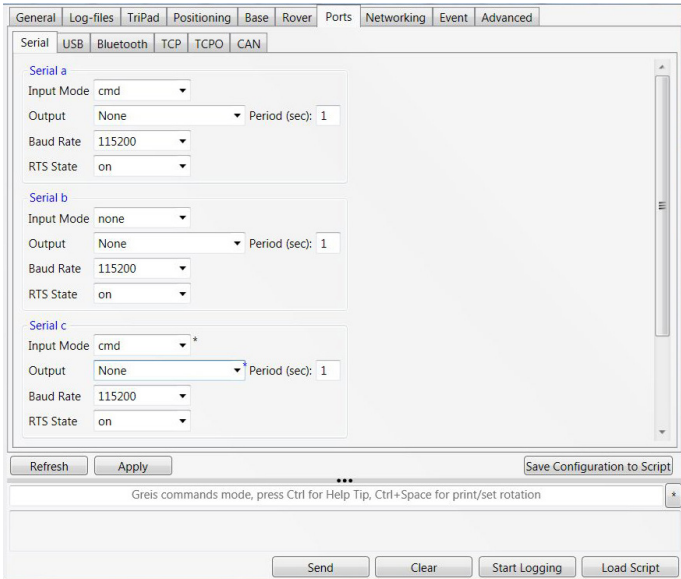 General Log-files TriPad Positioning Base Rover Ports Networking Event Advanced
Serial USB Bluetooth TCP TCPO CAN
Serial a
Input Mode cmd
Output None Period (sec): 1
Baud Rate 115200
RTS State on
Serial b
Input Mode none
Output None Period (sec): 1
Baud Rate 115200
RTS State on
Serial c
Input Mode cmd *
Output None * Period (sec): 1
Baud Rate 115200
RTS State on
Refresh Apply Save Configuration to Script
Greis commands mode, press Ctrl for Help Tip, Ctrl+Space for print/set rotation *
Send Clear Start Logging Load Script